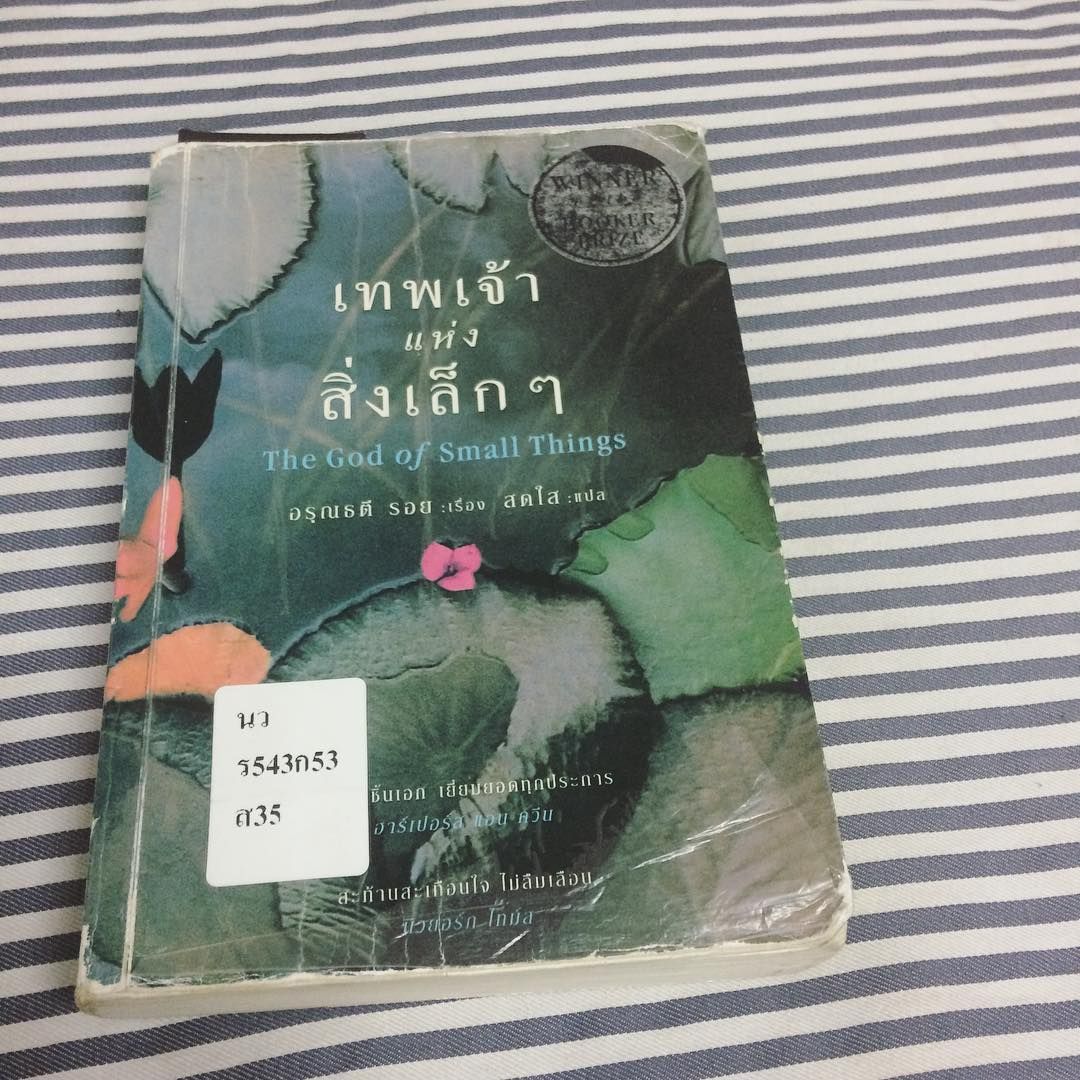 WINNER
BOOKER
PRIZE
เทพเจ้า
แห่ง
สิ่งเล็ก ๆ
The God of Small Things
อรุณธตี รอย :เรื่อง สดใส :แปล
นว
ร543ก53
ส35
ชิ้นเอก เยี่ยมยอดทุกประการ
ฮาร์เปอร์ส แอน ควีน
สะท้านสะเทือนใจ ไม่ลืมเลือน
นิวยอร์ก ไทมส์